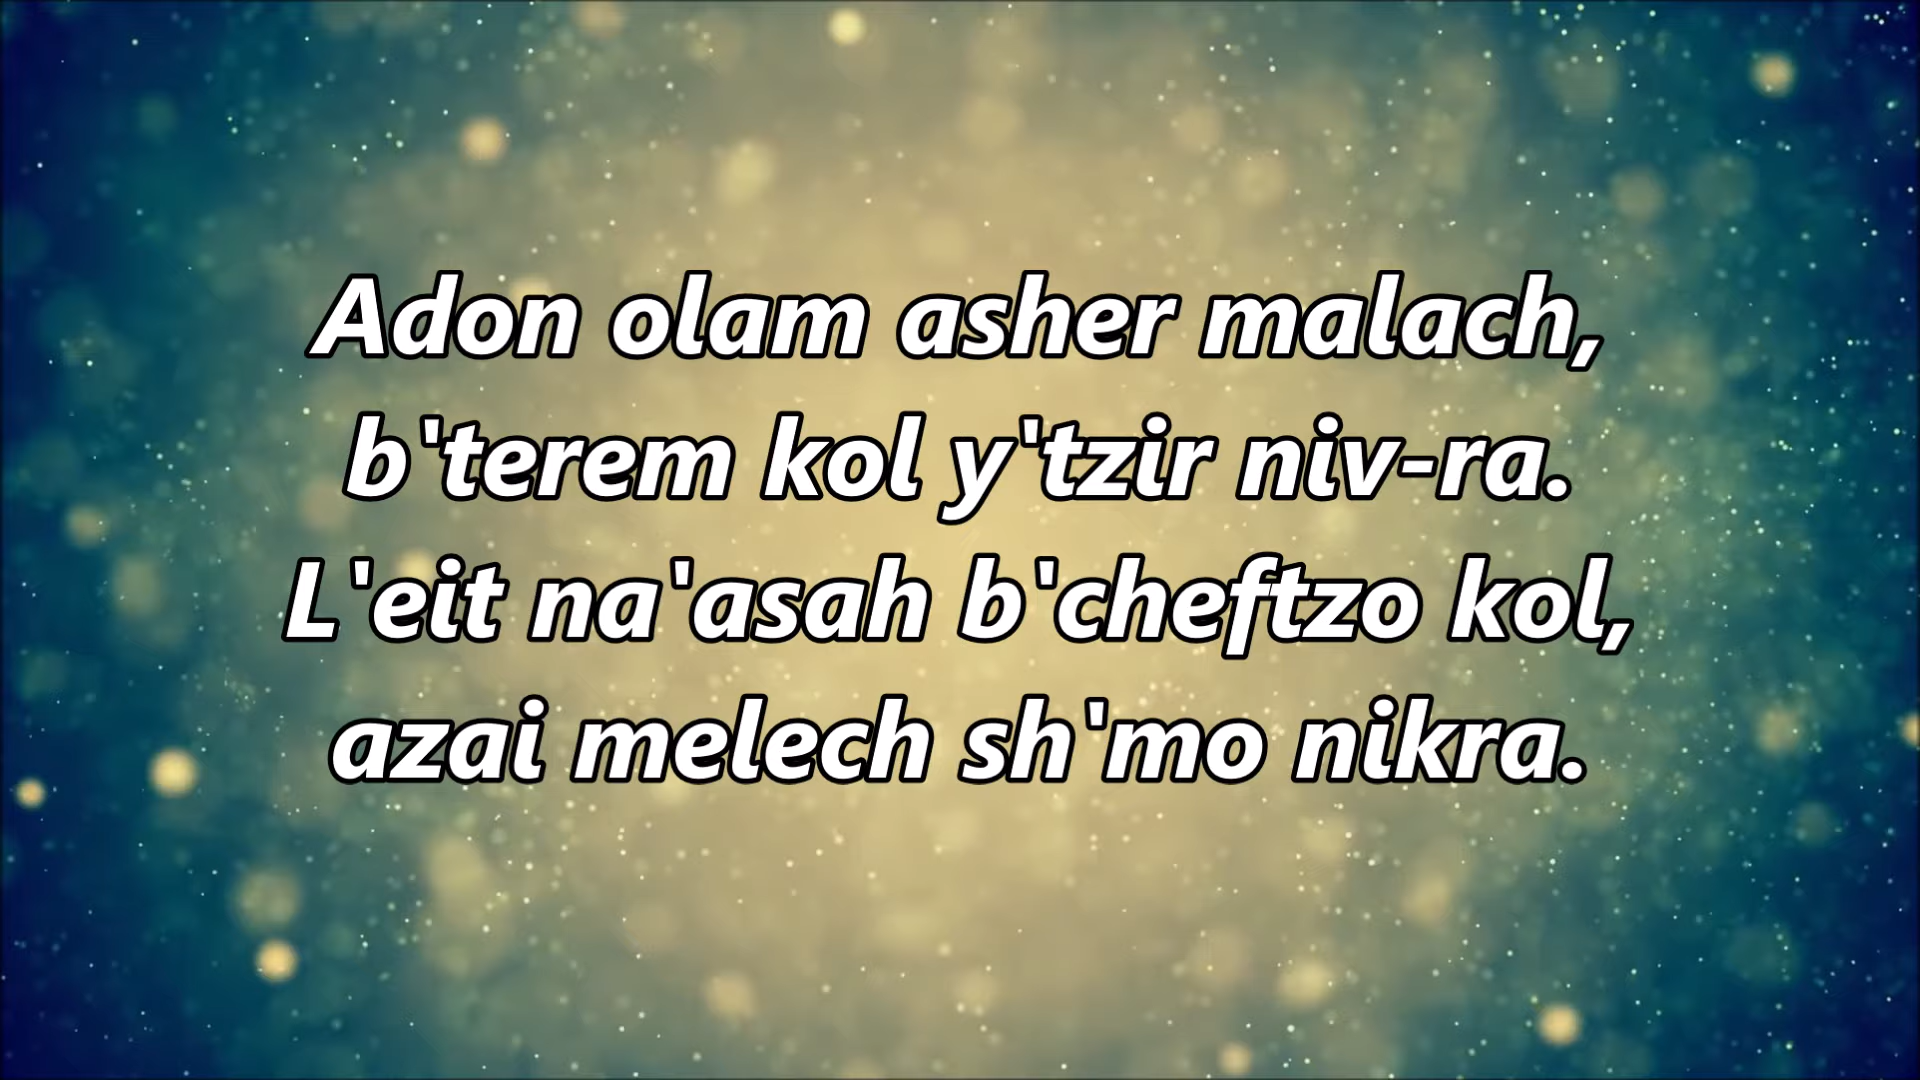 Adon olam asher malach,
b'terem kol y'tzir niv-ra.
L'eit na'asah b'cheftzo kol,
azai melech sh'mo nikra.